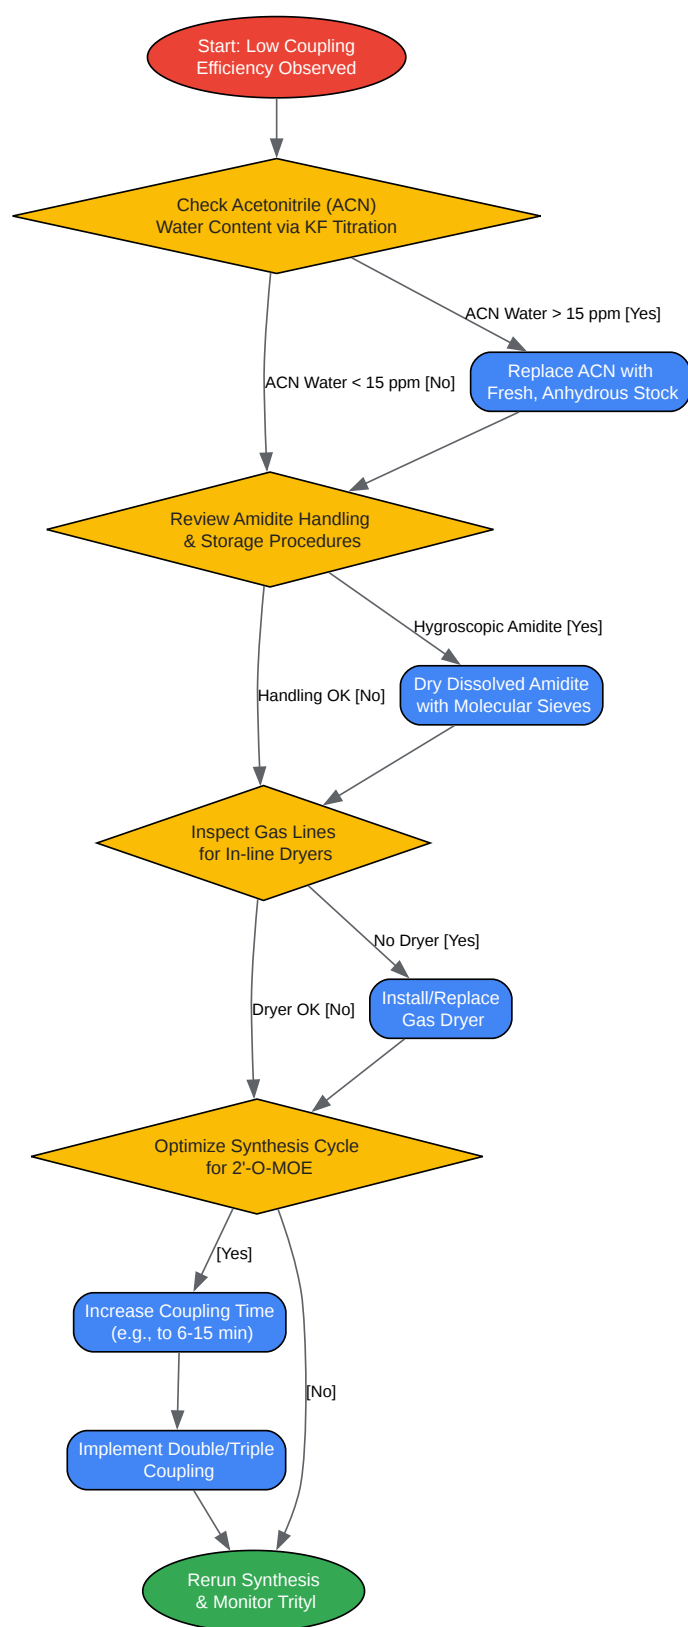 Start: Low Coupling
Efficiency Observed
Check Acetonitrile (ACN)
Water Content via KF Titration
ACN Water > 15 ppm [Yes]
Replace ACN with
Fresh, Anhydrous Stock
ACN Water < 15 ppm [No]
Review Amidite Handling
& Storage Procedures
Hygroscopic Amidite [Yes]
Dry Dissolved Amidite
with Molecular Sieves
Handling OK [No]
Inspect Gas Lines
for In-line Dryers
No Dryer [Yes]
Install/Replace
Gas Dryer
Dryer OK [No]
Optimize Synthesis Cycle
for 2'-O-MOE
[Yes]
Increase Coupling Time
(e.g., to 6-15 min)
[No]
Implement Double/Triple
Coupling
Rerun Synthesis
& Monitor Trityl